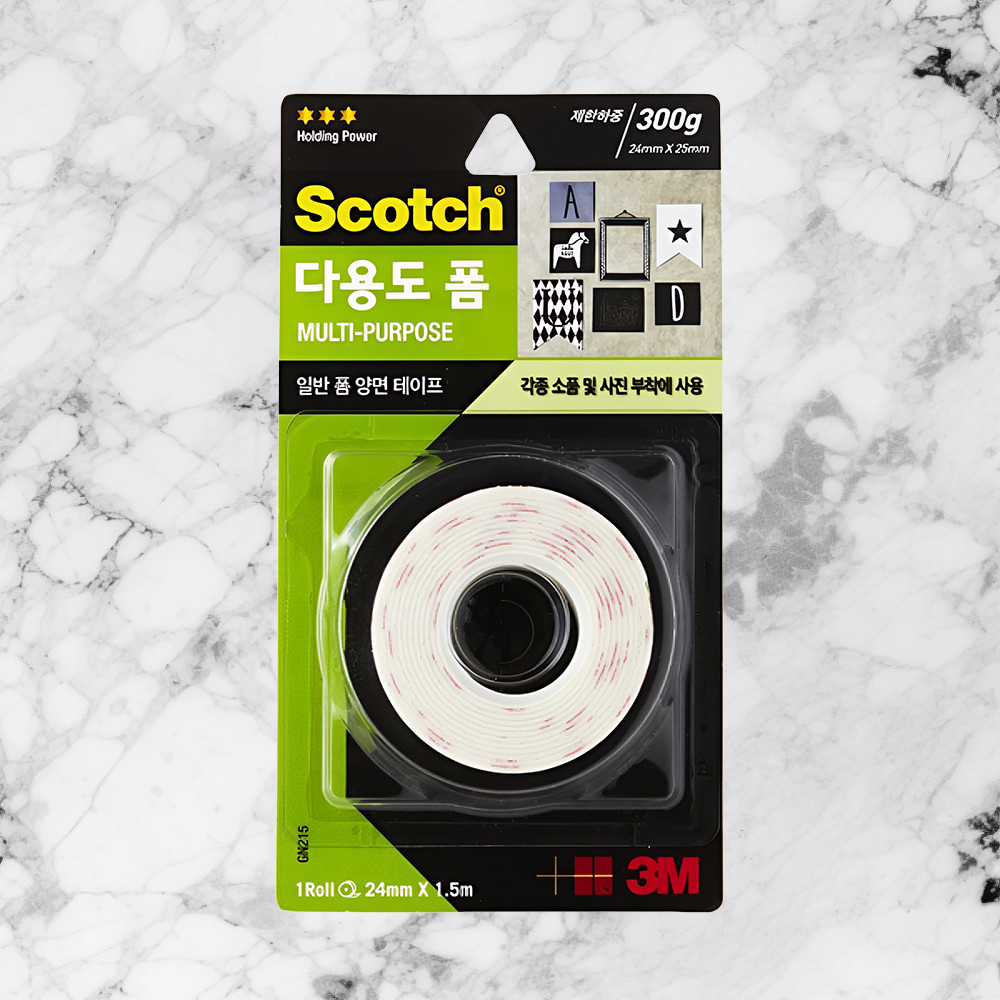 Holding Power
제한하중
300g
24mm X 25mm
Scotch®
A
D
다용도 폼
MULTI-PURPOSE
일반 폼 양면 테이프
각종 소품 및 사진 부착에 사용
GN215
1Roll 24mm X 1.5m
3M